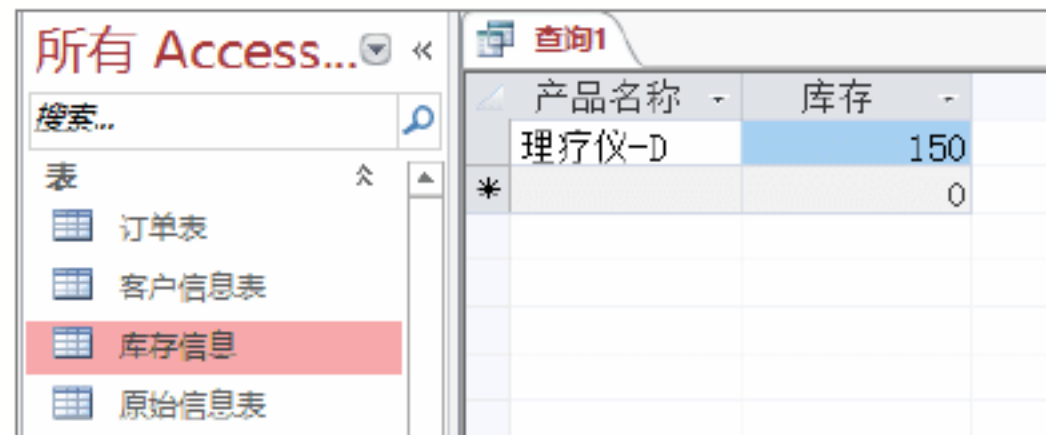 所有 Access... «
搜索...
表
订单表
客户信息表
库存信息
原始信息表
查询1
产品名称 库存
理疗仪-D 150
* 0